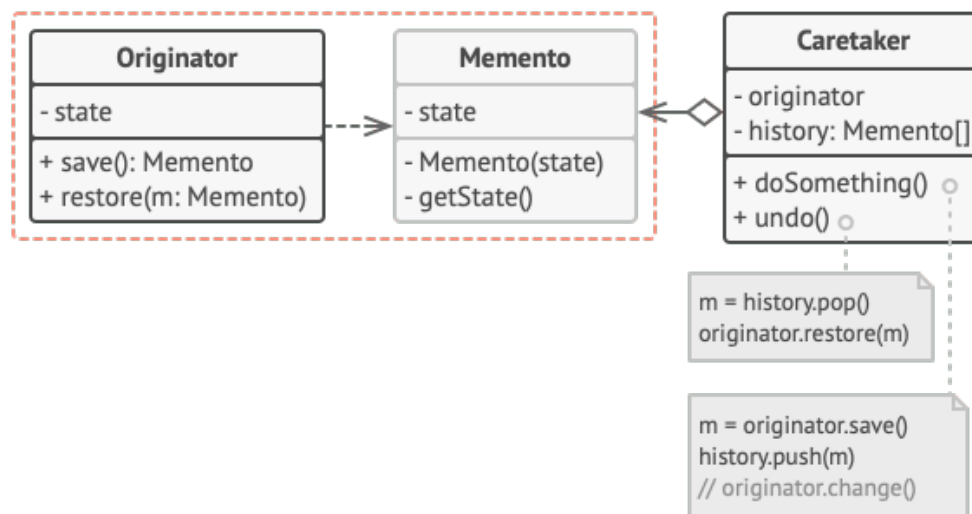 Originator
- state
+ save(): Memento
+ restore(m: Memento)
Memento
- state
- Memento(state)
- getState()
Caretaker
- originator
- history: Memento[]
+ doSomething()
+ undo()
m = history.pop()
originator.restore(m)
m = originator.save()
history.push(m)
// originator.change()